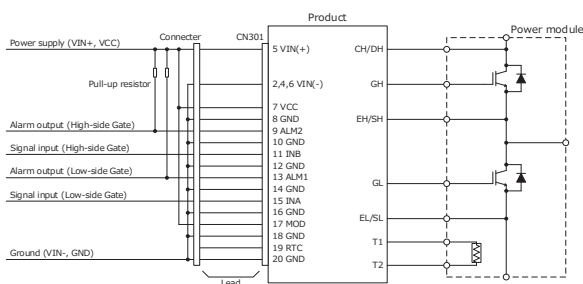 Product
Connecter
CN301
Power module
Power supply (VIN+, VCC)
5 VIN(+)
CH/DH
Pull-up resistor
2,4,6 VIN(-)
GH
7 VCC
8 GND
EH/SH
Alarm output (High-side Gate)
9 ALM2
10 GND
Signal input (High-side Gate)
11 INB
12 GND
Alarm output (Low-side Gate)
13 ALM1
GL
14 GND
Signal input (Low-side Gate)
15 INA
16 GND
EL/SL
17 MOD
18 GND
T1
19 RTC
Ground (VIN-, GND)
20 GND
T2
Lead